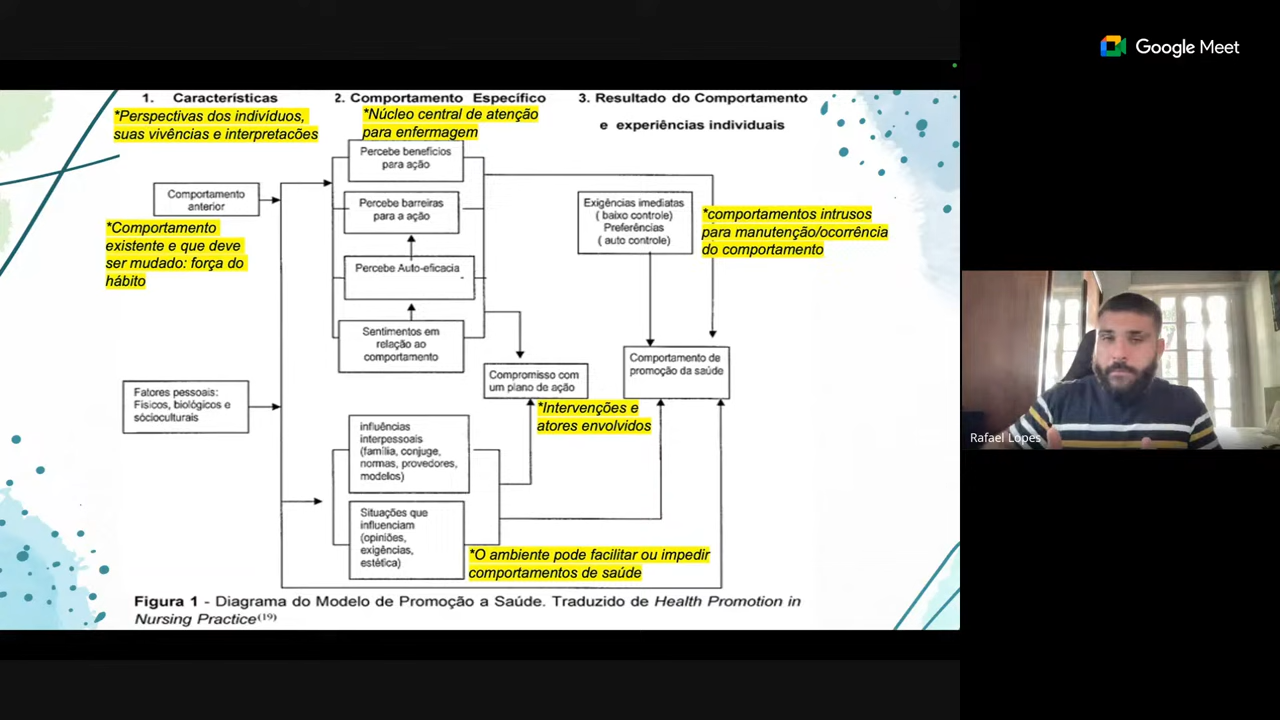 Google Meet
1. Características
*Perspectivas dos indivíduos,
suas vivências e interpretacões
2. Comportamento Específico
*Núcleo central de atenção
para enfermagem
3. Resultado do Comportamento
e experiências individuais
Comportamento
anterior
*Comportamento
existente e que deve
ser mudado: força do
hábito
Fatores pessoais:
Físicos, biológicos e
sócioculturais
Percebe benefícios
para ação
Percebe barreiras
para a ação
Percebe Auto-eficacia
Sentimentos em
relação ao
comportamento
Compromisso com
um plano de ação
*Intervenções e
atores envolvidos
influências
interpessoais
(família, conjuge,
normas, provedores,
modelos)
Situações que
influenciam
(opiniões,
exigências,
estética)
*O ambiente pode facilitar ou impedir
comportamentos de saúde
Exigências imediatas
( baixo controle)
Preferências
( auto controle)
*comportamentos intrusos
para manutenção/ocorrência
do comportamento
Comportamento de
promoção da saúde
Figura 1 - Diagrama do Modelo de Promoção a Saúde. Traduzido de Health Promotion in
Nursing Practice(19)
Rafael Lopes